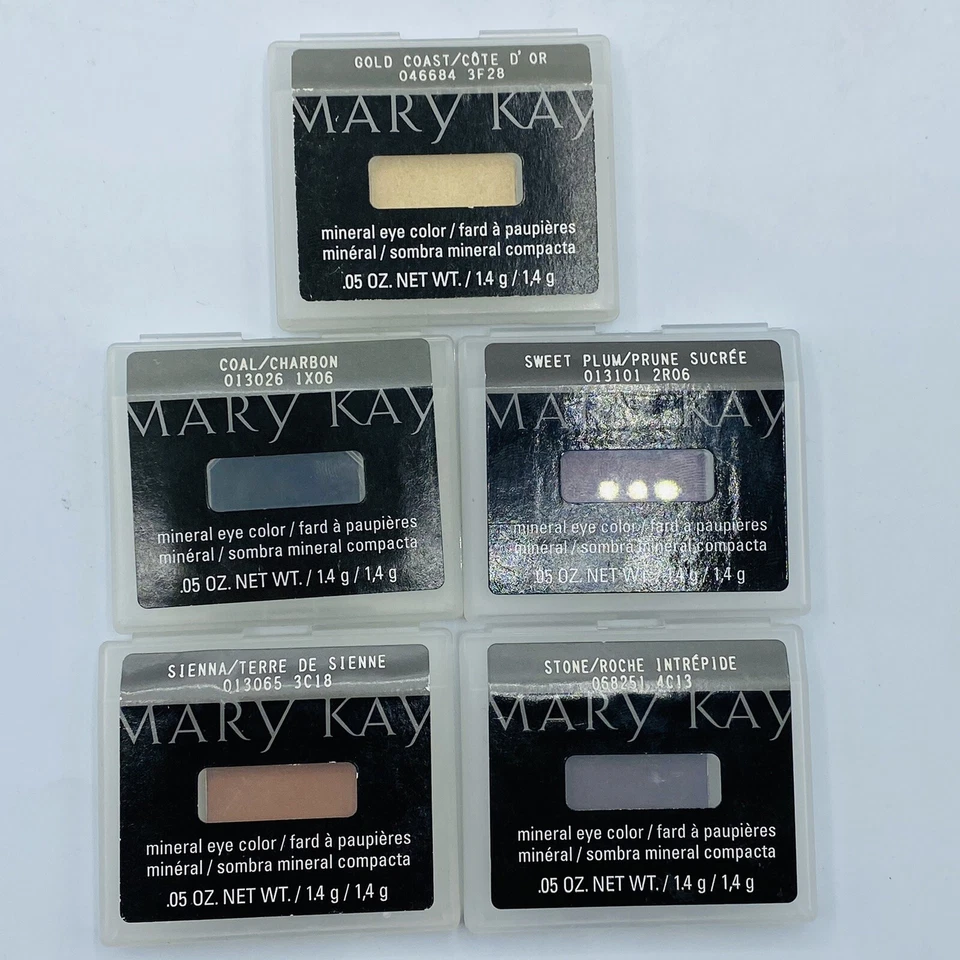 GOLD COAST/CÔTE D' OR
046684 3F28
MARY KAY
mineral eye color / fard à paupières
minéral / sombra mineral compacta
.05 OZ. NET WT. / 1.4 g / 1,4 g
COAL/CHARBON
013026 1X06
MARY KAY
mineral eye color / fard à paupières
minéral / sombra mineral compacta
.05 OZ. NET WT. / 1.4 g / 1,4 g
SWEET PLUM/PRUNE SUCRÉE
013101 2R06
MARY KAY
mineral eye color / fard à paupières
minéral / sombra mineral compacta
.05 OZ. NET WT. / 1.4 g / 1,4 g
SIENNA/TERRE DE SIENNE
013065 3C18
MARY KAY
mineral eye color / fard à paupières
minéral / sombra mineral compacta
.05 OZ. NET WT. / 1.4 g / 1,4 g
STONE/ROCHE INTRÉPIDE
068251 4C13
MARY KAY
mineral eye color / fard à paupières
minéral / sombra mineral compacta
.05 OZ. NET WT. / 1.4 g / 1,4 g